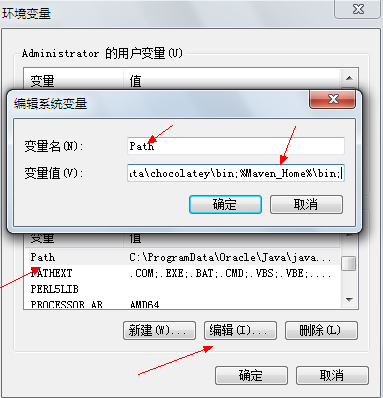 环境变量
Administrator 的用户变量(U)
变量 值
编辑系统变量
变量名(N): Path
变量值(V): ta\chocolatey\bin;%Maven_Home%\bin;
确定 取消
变量 值
Path C:\ProgramData\Oracle\Java\java...
PATHEXT .COM;.EXE;.BAT;.CMD;.VBS;.VBE;....
PERL5LIB
PROCESSOR_AR AMD64
新建(W)... 编辑(I)... 删除(L)
确定 取消